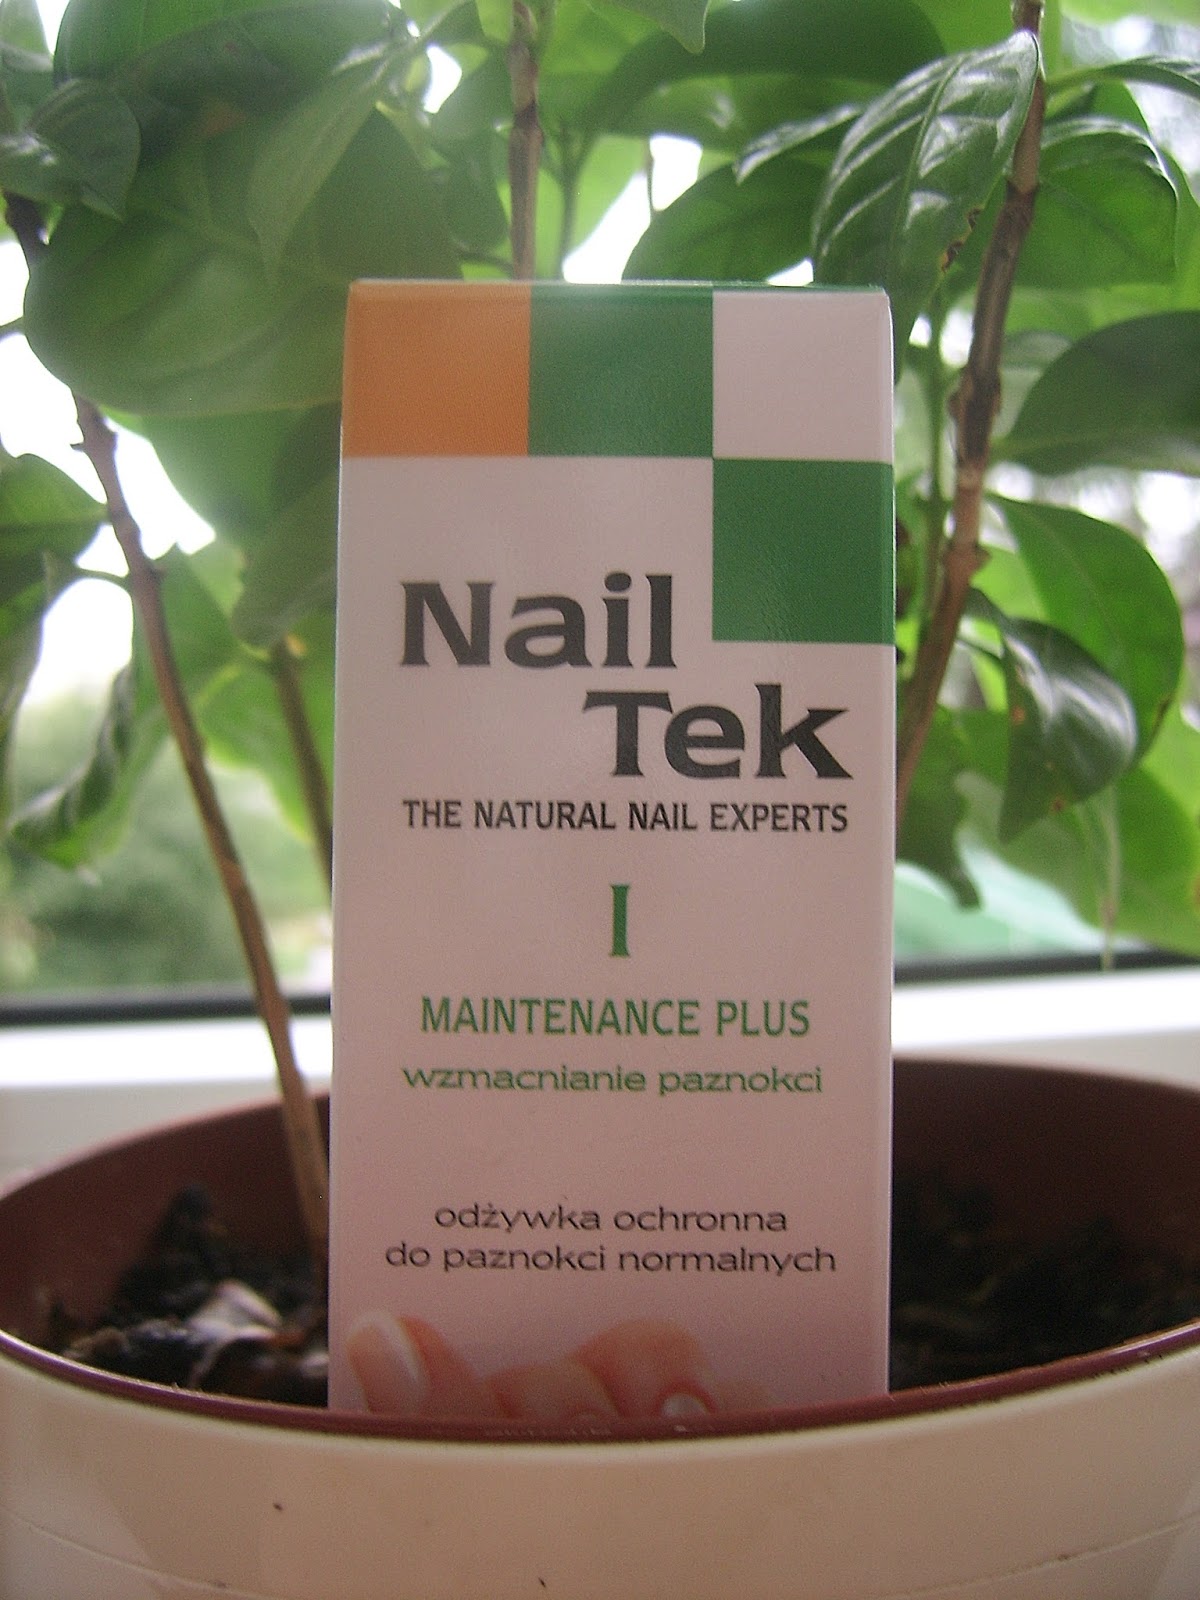 Nail
Tek
THE NATURAL NAIL EXPERTS
I
MAINTENANCE PLUS
wzmacnianie paznokci
odżywka ochronna
do paznokci normalnych